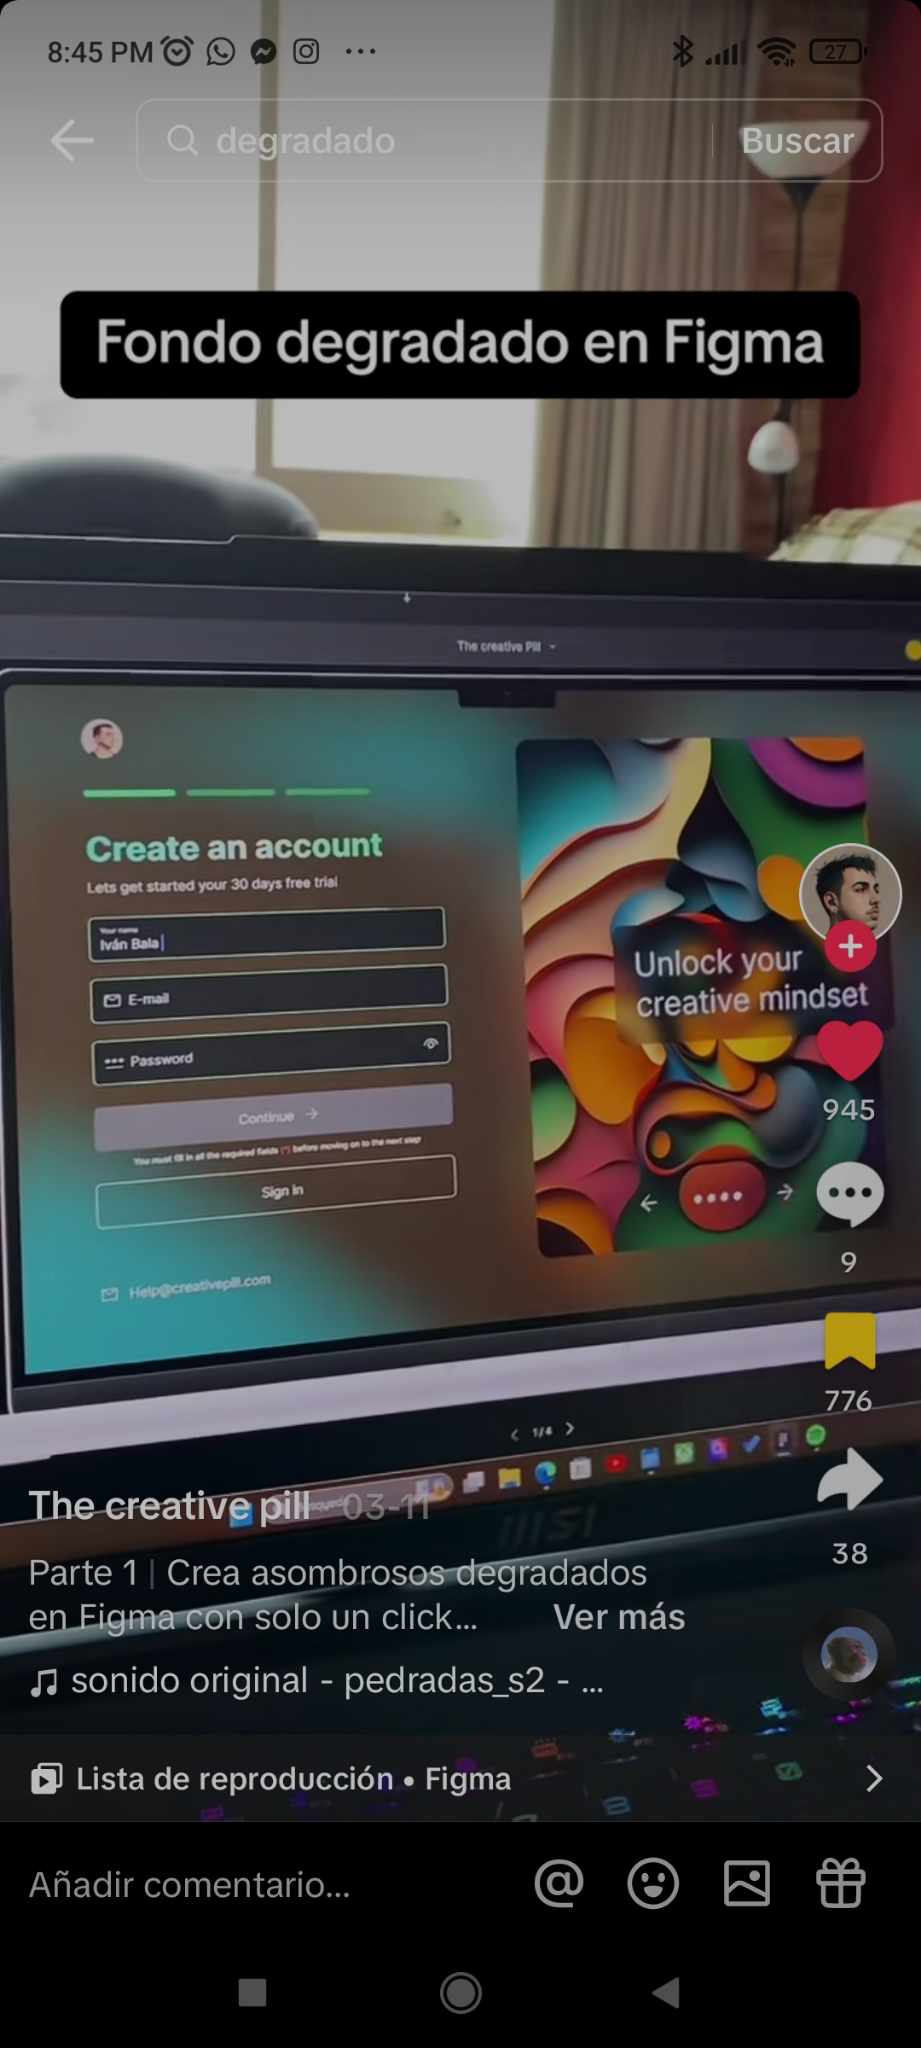 8:45 PM
27
degradado
Buscar
Fondo degradado en Figma
The creative Pill
Create an account
Lets get started your 30 days free trial
Your name
Iván Bala
E-mail
Password
Continue →
You must fill in all the required fields (*) before moving on to the next step
Sign in
Help@creativepill.com
Unlock your
creative mindset
945
9
776
38
< 1/4 >
msi
The creative pill · 03-11
Parte 1 | Crea asombrosos degradados
en Figma con solo un click... Ver más
sonido original - pedradas_s2 - ...
Lista de reproducción • Figma
Añadir comentario...